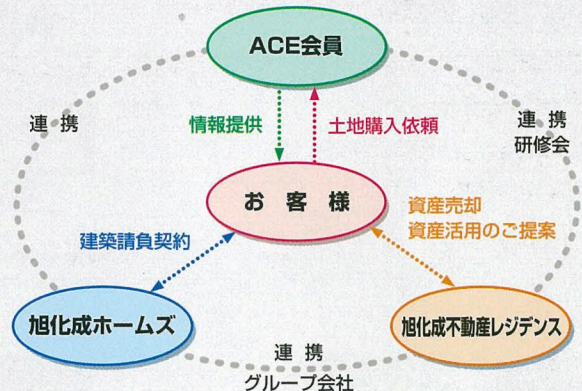 ACE会員
連携
情報提供
土地購入依頼
連携
研修会
お客様
建築請負契約
資産売却
資産活用のご提案
旭化成ホームズ
旭化成不動産レジデンス
連携
グループ会社